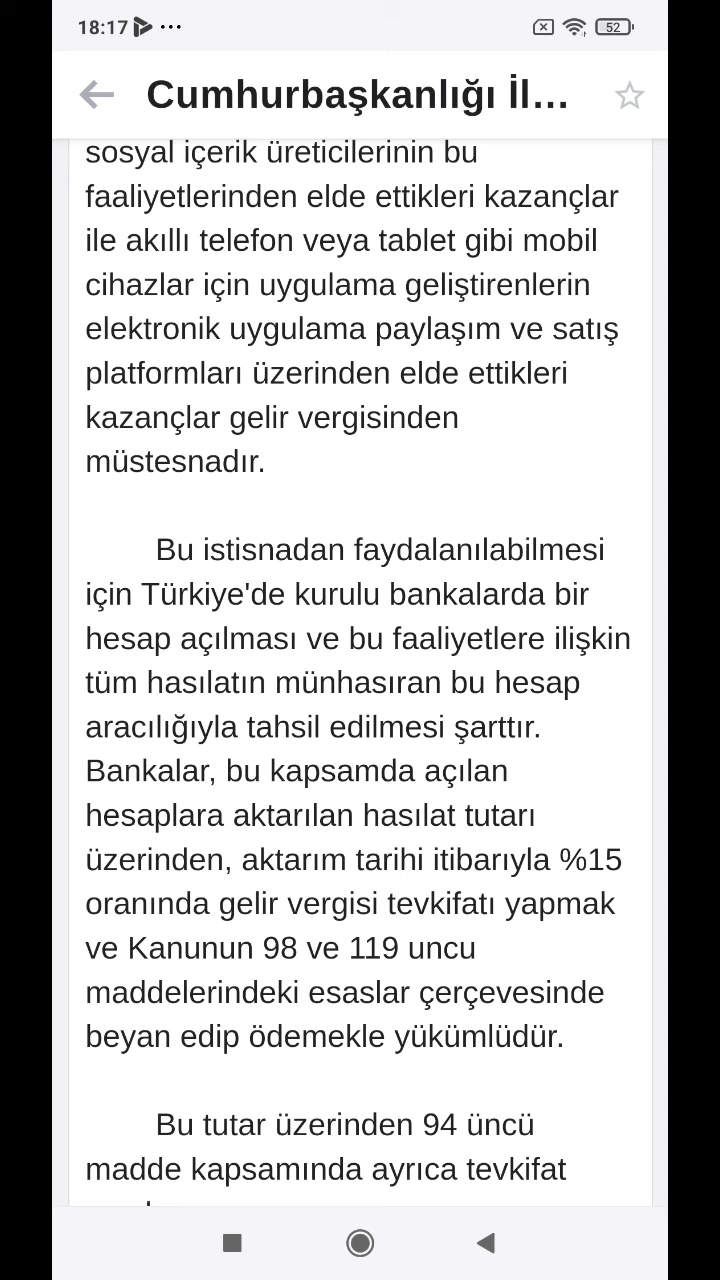 18:17
52
Cumhurbaşkanlığı İl...
sosyal içerik üreticilerinin bu
faaliyetlerinden elde ettikleri kazançlar
ile akıllı telefon veya tablet gibi mobil
cihazlar için uygulama geliştirenlerin
elektronik uygulama paylaşım ve satış
platformları üzerinden elde ettikleri
kazançlar gelir vergisinden
müstesnadır.
Bu istisnadan faydalanılabilmesi
için Türkiye'de kurulu bankalarda bir
hesap açılması ve bu faaliyetlere ilişkin
tüm hasılatın münhasıran bu hesap
aracılığıyla tahsil edilmesi şarttır.
Bankalar, bu kapsamda açılan
hesaplara aktarılan hasılat tutarı
üzerinden, aktarım tarihi itibarıyla %15
oranında gelir vergisi tevkifatı yapmak
ve Kanunun 98 ve 119 uncu
maddelerindeki esaslar çerçevesinde
beyan edip ödemekle yükümlüdür.
Bu tutar üzerinden 94 üncü
madde kapsamında ayrıca tevkifat